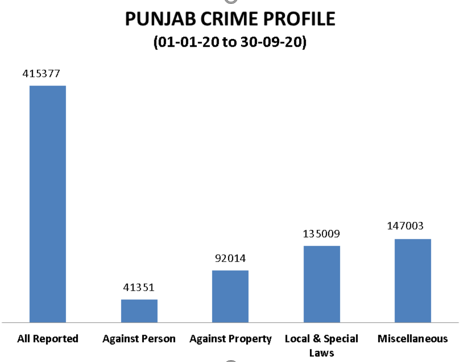 PUNJAB CRIME PROFILE
(01-01-20 to 30-09-20)
415377
41351
92014
135009
147003
All Reported
Against Person
Against Property
Local & Special
Laws
Miscellaneous